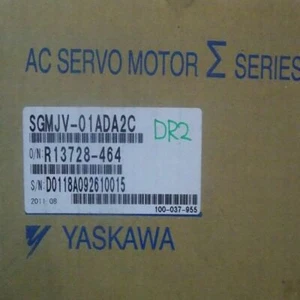 AC SERVO MOTOR Σ SERIES
SGMJV-01ADA2C
DR2
O/N: R13728-464
S/N: D0118A092610015
2011 08
100-037-955
YASKAWA